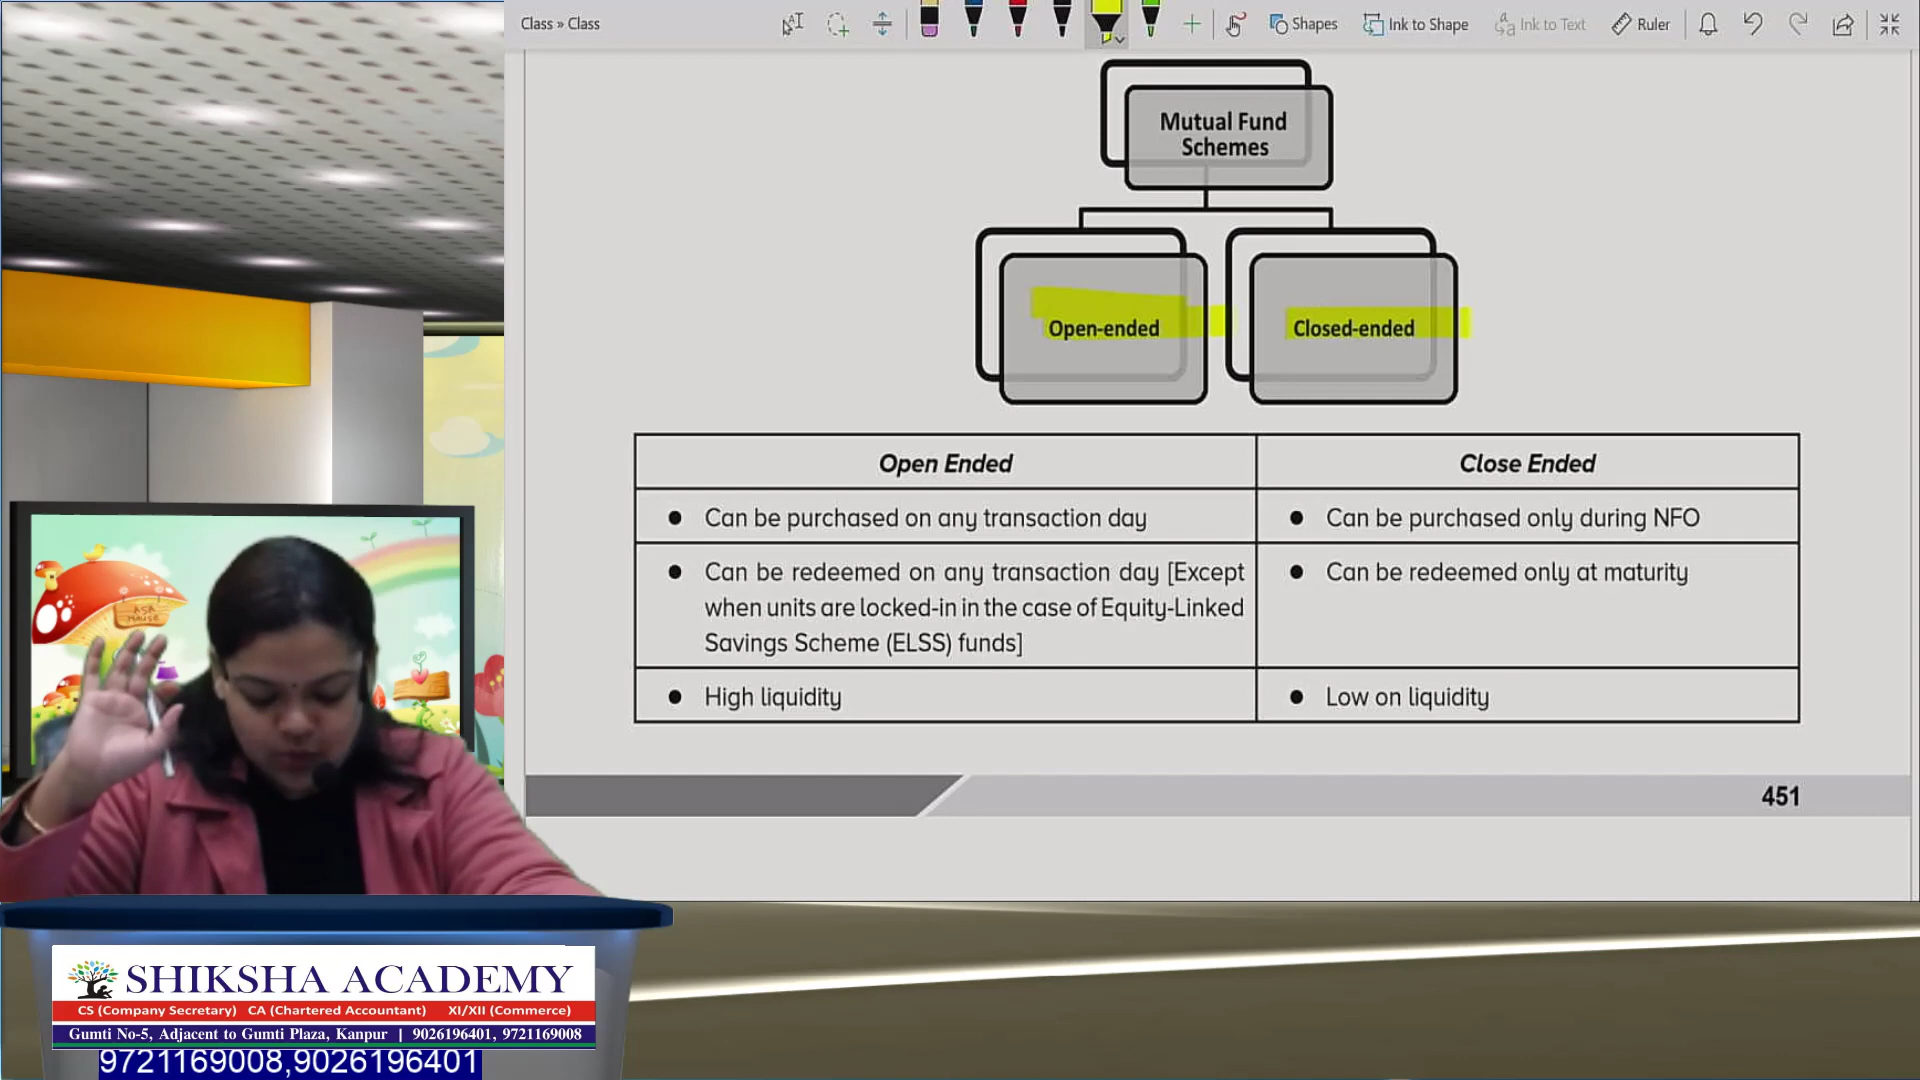 Class » Class
Shapes
Ink to Shape
Ink to Text
Ruler
Mutual Fund
Schemes
Open-ended
Closed-ended
Open Ended
Close Ended
● Can be purchased on any transaction day
● Can be purchased only during NFO
● Can be redeemed on any transaction day [Except
when units are locked-in in the case of Equity-Linked
Savings Scheme (ELSS) funds]
● Can be redeemed only at maturity
● High liquidity
● Low on liquidity
451
ASA
House
SHIKSHA ACADEMY
CS (Company Secretary) CA (Chartered Accountant) XI/XII (Commerce)
Gumti No-5, Adjacent to Gumti Plaza, Kanpur | 9026196401, 9721169008
9721169008,9026196401